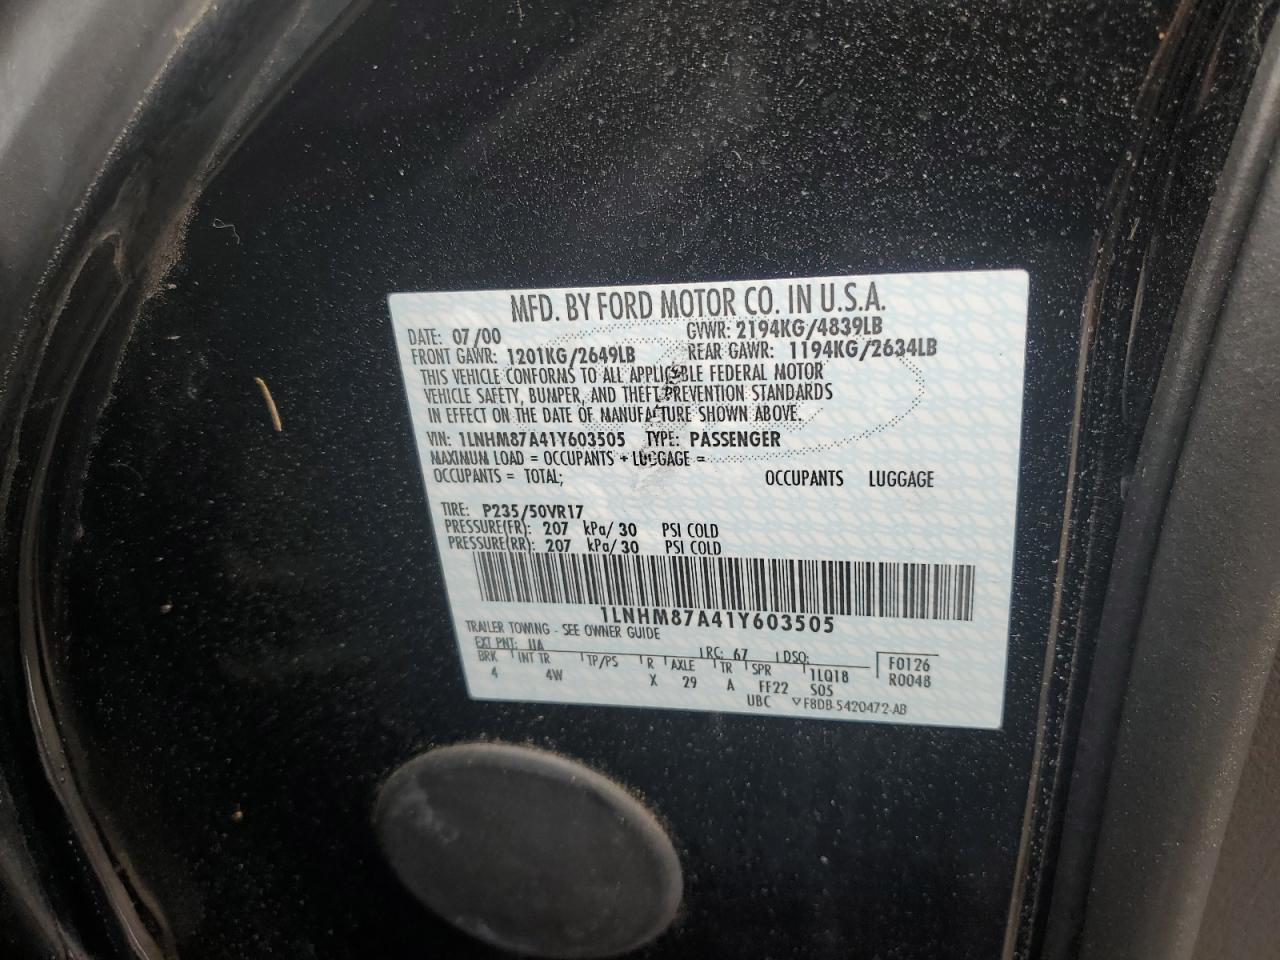 MFD. BY FORD MOTOR CO. IN U.S.A.
DATE: 07/00 GVWR: 2194KG/4839LB
FRONT GAWR: 1201KG/2649LB REAR GAWR: 1194KG/2634LB
THIS VEHICLE CONFORMS TO ALL APPLICABLE FEDERAL MOTOR
VEHICLE SAFETY, BUMPER, AND THEFT PREVENTION STANDARDS
IN EFFECT ON THE DATE OF MANUFACTURE SHOWN ABOVE.
VIN: 1LNHM87A41Y603505 TYPE: PASSENGER
MAXIMUM LOAD = OCCUPANTS + LUGGAGE =
OCCUPANTS = TOTAL; OCCUPANTS LUGGAGE
TIRE: P235/50VR17
PRESSURE(FR): 207 kPa/ 30 PSI COLD
PRESSURE(RR): 207 kPa/ 30 PSI COLD
1LNHM87A41Y603505
TRAILER TOWING - SEE OWNER GUIDE
EXT PNT: UA RC: 67 DSO:
BRK INT TR TP/PS R AXLE TR SPR 1LQ18 F0126
4 4W X 29 A FF22 S05 R0048
UBC ▽F8DB-5420472-AB